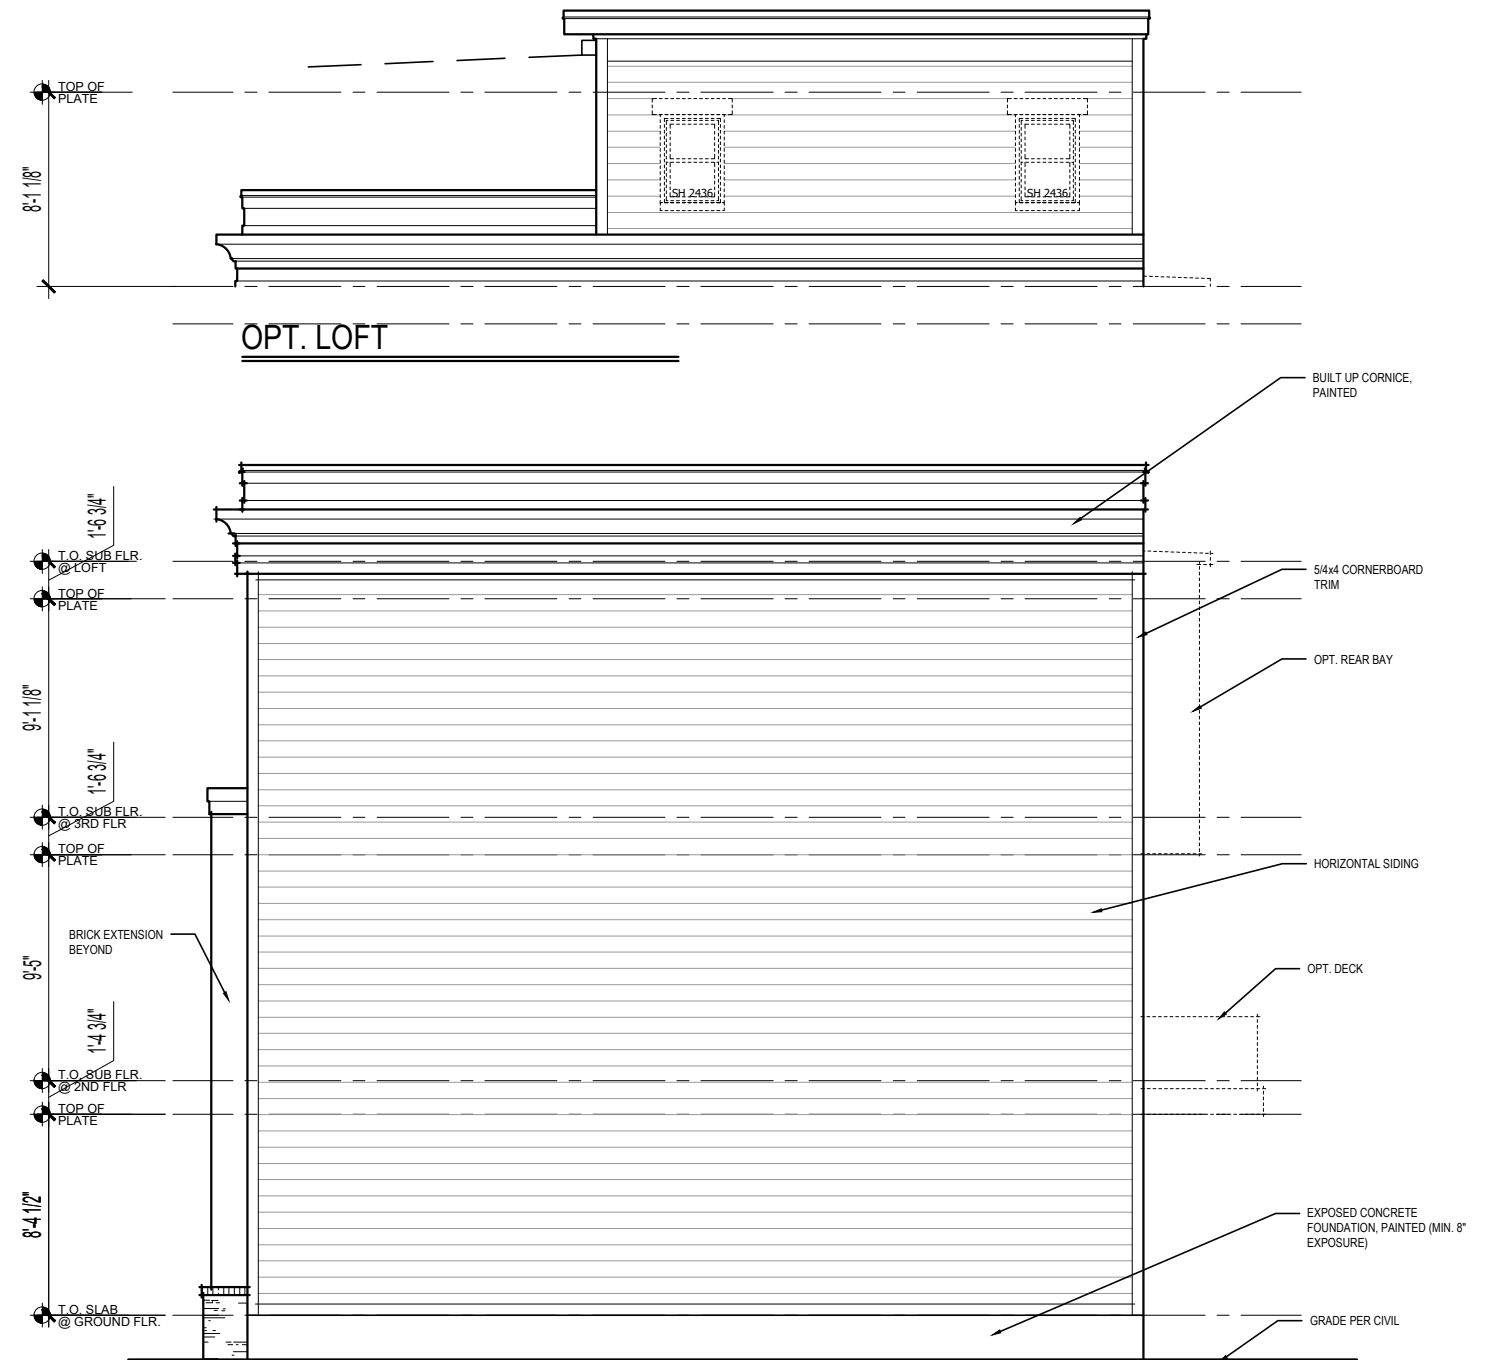 TOP OF
PLATE
8'-1 1/8"
SH 2436
SH 2436
OPT. LOFT
BUILT UP CORNICE,
PAINTED
1'-6 3/4"
T.O. SUB FLR.
@ LOFT
TOP OF
PLATE
5/4x4 CORNERBOARD
TRIM
OPT. REAR BAY
9'-1 1/8"
1'-6 3/4"
T.O. SUB FLR.
@ 3RD FLR
TOP OF
PLATE
HORIZONTAL SIDING
BRICK EXTENSION
BEYOND
9'-5"
OPT. DECK
1'-4 3/4"
T.O. SUB FLR.
@ 2ND FLR
TOP OF
PLATE
8'-4 1/2"
EXPOSED CONCRETE
FOUNDATION, PAINTED (MIN. 8"
EXPOSURE)
T.O. SLAB
@ GROUND FLR.
GRADE PER CIVIL